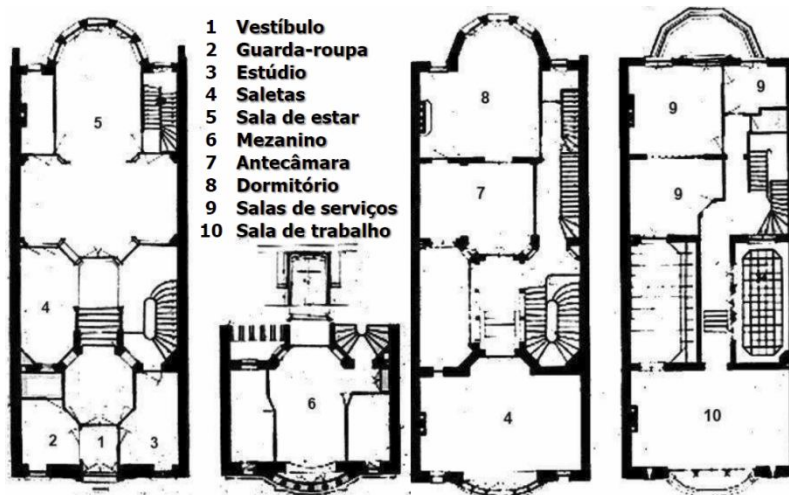 1 Vestíbulo
2 Guarda-roupa
3 Estúdio
4 Saletas
5 Sala de estar
6 Mezanino
7 Antecâmara
8 Dormitório
9 Salas de serviços
10 Sala de trabalho
5
4
2
1
3
6
8
7
4
9
9
9
10